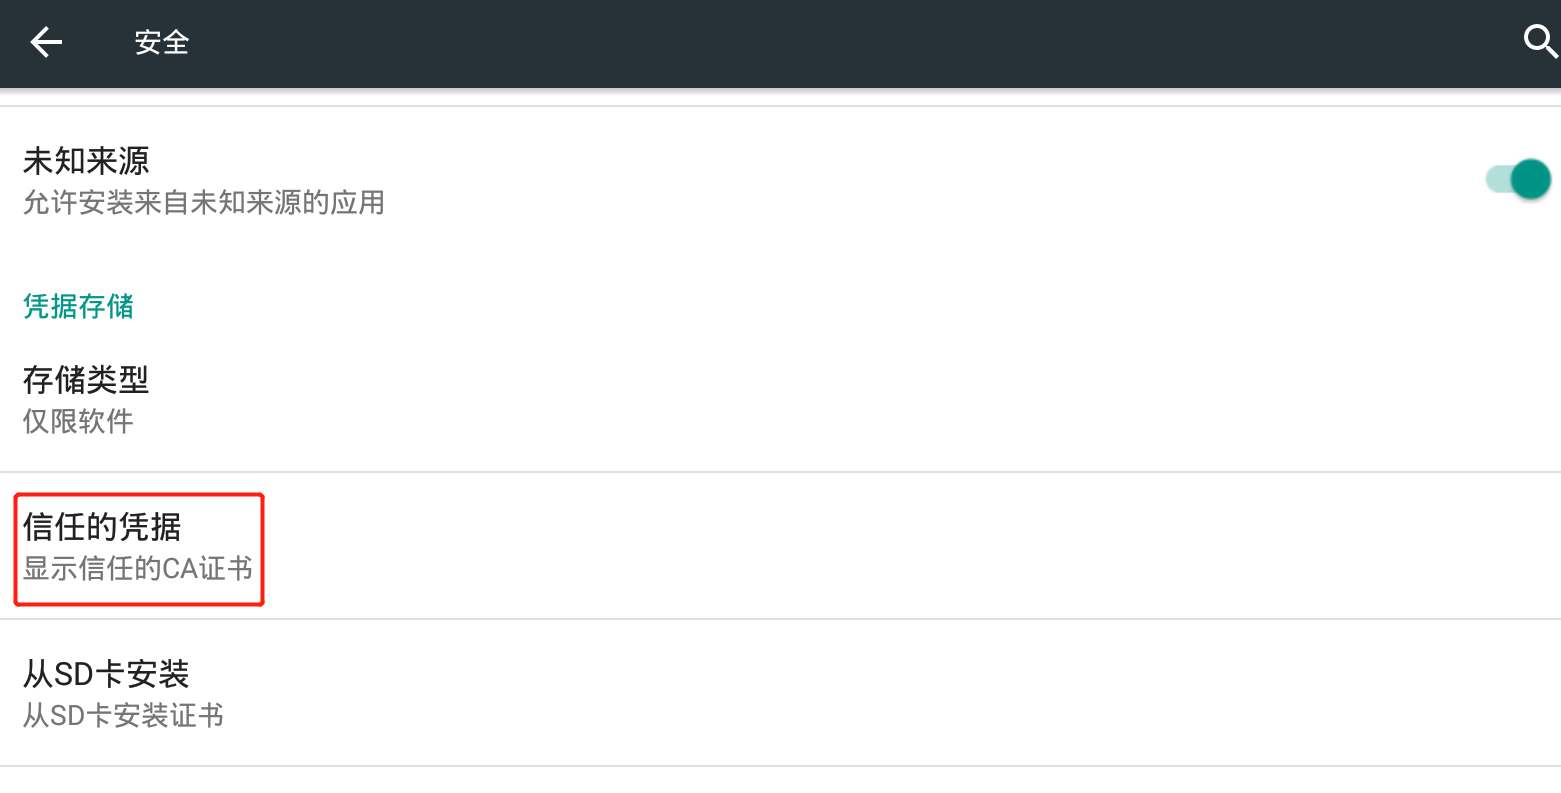 安全
未知来源
允许安装来自未知来源的应用
凭据存储
存储类型
仅限软件
信任的凭据
显示信任的CA证书
从SD卡安装
从SD卡安装证书